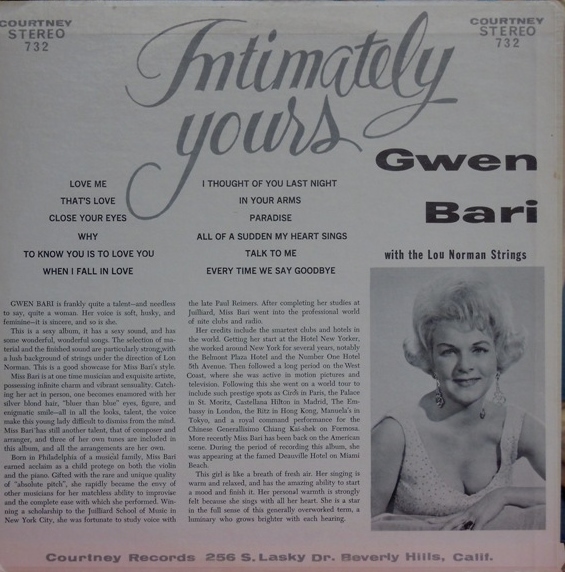 COURTNEY
STEREO
732
COURTNEY
STEREO
732
Intimately
yours
Gwen
Bari
with the Lou Norman Strings
LOVE ME
THAT'S LOVE
CLOSE YOUR EYES
WHY
TO KNOW YOU IS TO LOVE YOU
WHEN I FALL IN LOVE
I THOUGHT OF YOU LAST NIGHT
IN YOUR ARMS
PARADISE
ALL OF A SUDDEN MY HEART SINGS
TALK TO ME
EVERY TIME WE SAY GOODBYE
GWEN BARI is frankly quite a talent—and needless
to say, quite a woman. Her voice is soft, husky, and
feminine—it is sincere, and so is she.
This is a sexy album, it has a sexy sound, and has
some wonderful, wonderful songs. The selection of ma-
terial and the finished sound are particularly strong, with
a lush background of strings under the direction of Lou
Norman. This is a good showcase for Miss Bari's style.
Miss Bari is at one time musician and exquisite artiste,
possessing infinite charm and vibrant sensuality. Catch-
ing her act in person, one becomes enamored with her
silver blond hair, "bluer than blue" eyes, figure, and
enigmatic smile—all in all the looks, talent, the voice
make this young lady difficult to dismiss from the mind.
Miss Bari has still another talent, that of composer and
arranger, and three of her own tunes are included in
this album, and all the arrangements are her own.
Born in Philadelphia of a musical family, Miss Bari
earned acclaim as a child protege on both the violin
and the piano. Gifted with the rare and unique quality
of "absolute pitch", she rapidly became the envy of
other musicians for her matchless ability to improvise
and the complete ease with which she performed. Win-
ning a scholarship to the Juilliard School of Music in
New York City, she was fortunate to study voice with
the late Paul Reimers. After completing her studies at
Juilliard, Miss Bari went into the professional world
of nite clubs and radio.
Her credits include the smartest clubs and hotels in
the world. Getting her start at the Hotel New Yorker,
she worked around New York for several years, notably
the Belmont Plaza Hotel and the Number One Hotel
5th Avenue. Then followed a long period on the West
Coast, where she was active in motion pictures and
television. Following this she went on a world tour to
include such prestige spots as Ciro's in Paris, the Palace
in St. Moritz, Castellana Hilton in Madrid, The Em-
bassy in London, the Ritz in Hong Kong, Manuela's in
Tokyo, and a royal command performance for the
Chinese Generallisimo Chiang Kai-shek on Formosa.
More recently Miss Bari has been back on the American
scene. During the period of recording this album, she
was appearing at the famed Deauville Hotel on Miami
Beach.
This girl is like a breath of fresh air. Her singing is
warm and relaxed, and has the amazing ability to start
a mood and finish it. Her personal warmth is strongly
felt because she sings with all her heart. She is a star
in the full sense of this generally overworked term, a
luminary who grows brighter with each hearing.
Courtney Records 256 S. Lasky Dr. Beverly Hills, Calif.